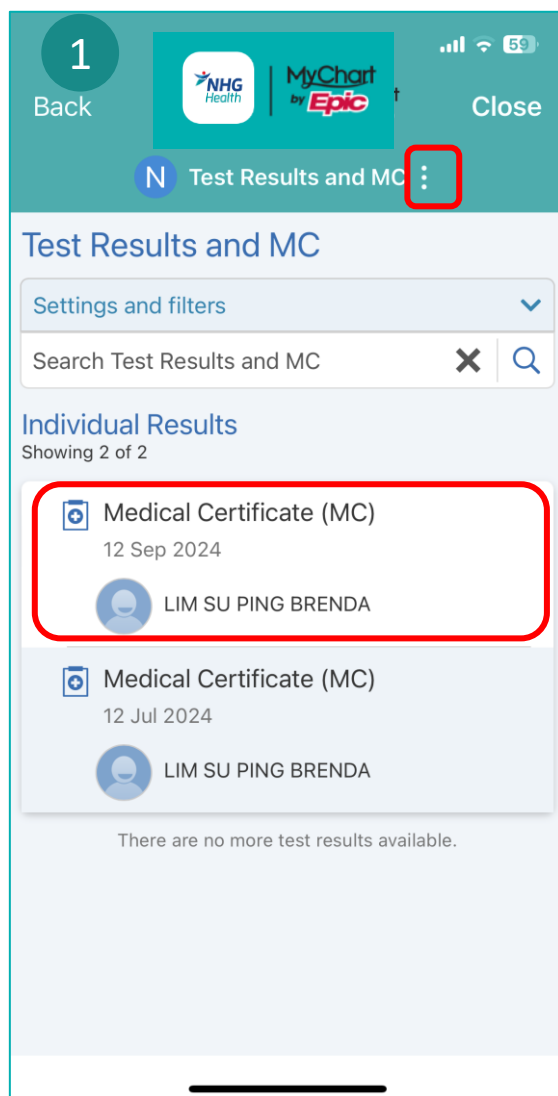 1
59
NHG
Health
MyChart
by Epic
t
Back
Close
N Test Results and MC
Test Results and MC
Settings and filters
Search Test Results and MC
Individual Results
Showing 2 of 2
Medical Certificate (MC)
12 Sep 2024
LIM SU PING BRENDA
Medical Certificate (MC)
12 Jul 2024
LIM SU PING BRENDA
There are no more test results available.